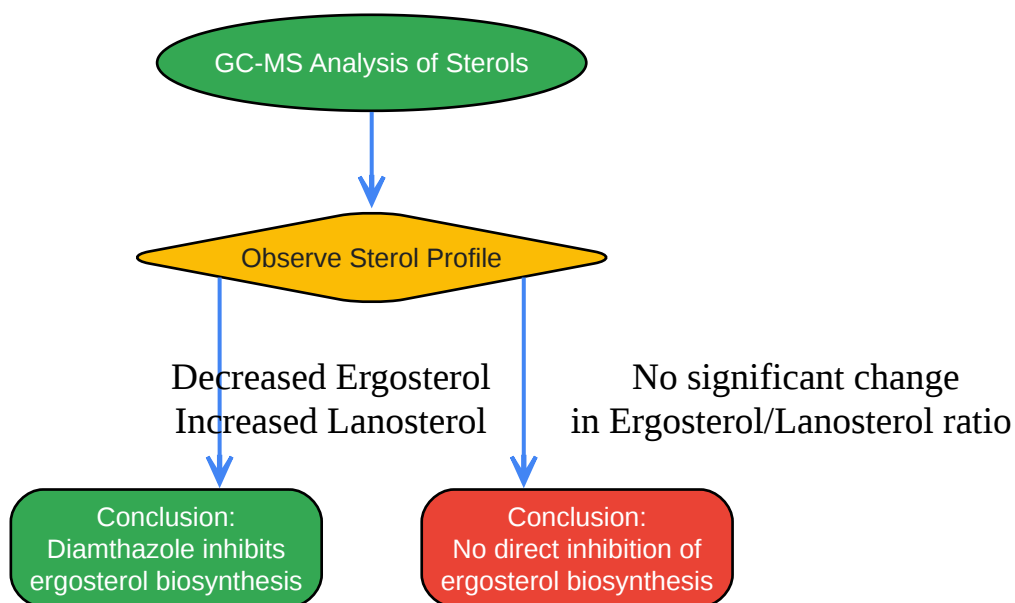 GC-MS Analysis of Sterols
Observe Sterol Profile
Decreased Ergosterol
Increased Lanosterol
No significant change
in Ergosterol/Lanosterol ratio
Conclusion:
Diamthazole inhibits
ergosterol biosynthesis
Conclusion:
No direct inhibition of
ergosterol biosynthesis